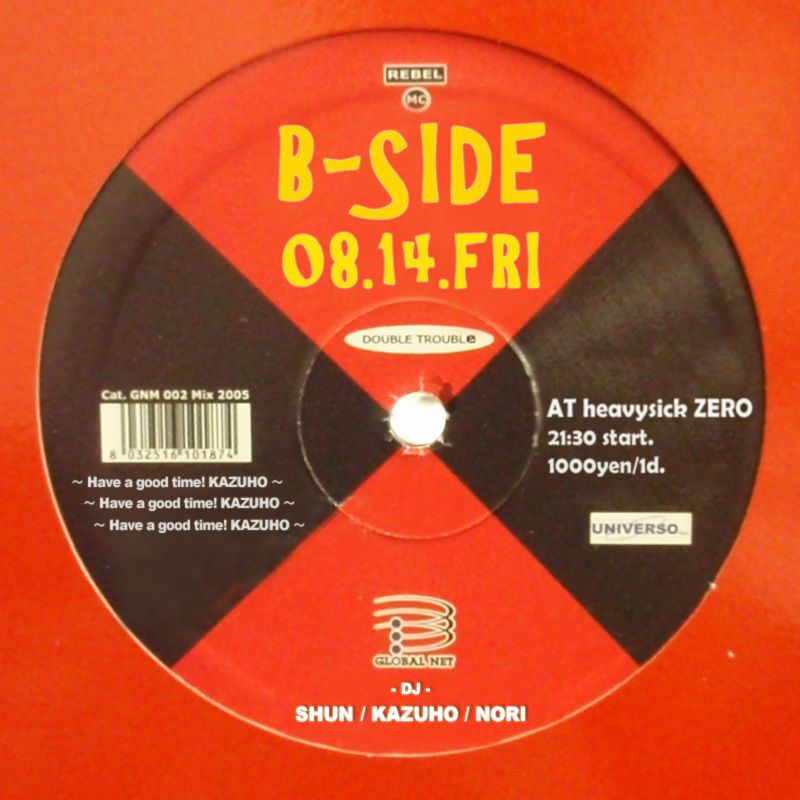 REBEL
MC
B-SIDE
08.14.FRI
DOUBLE TROUBLe
Cat. GNM 002 Mix 2005
8 032516 101874
~ Have a good time! KAZUHO ~
~ Have a good time! KAZUHO ~
~ Have a good time! KAZUHO ~
AT heavysick ZERO
21:30 start.
1000yen/1d.
UNIVERSO
GLOBAL NET
- DJ -
SHUN / KAZUHO / NORI